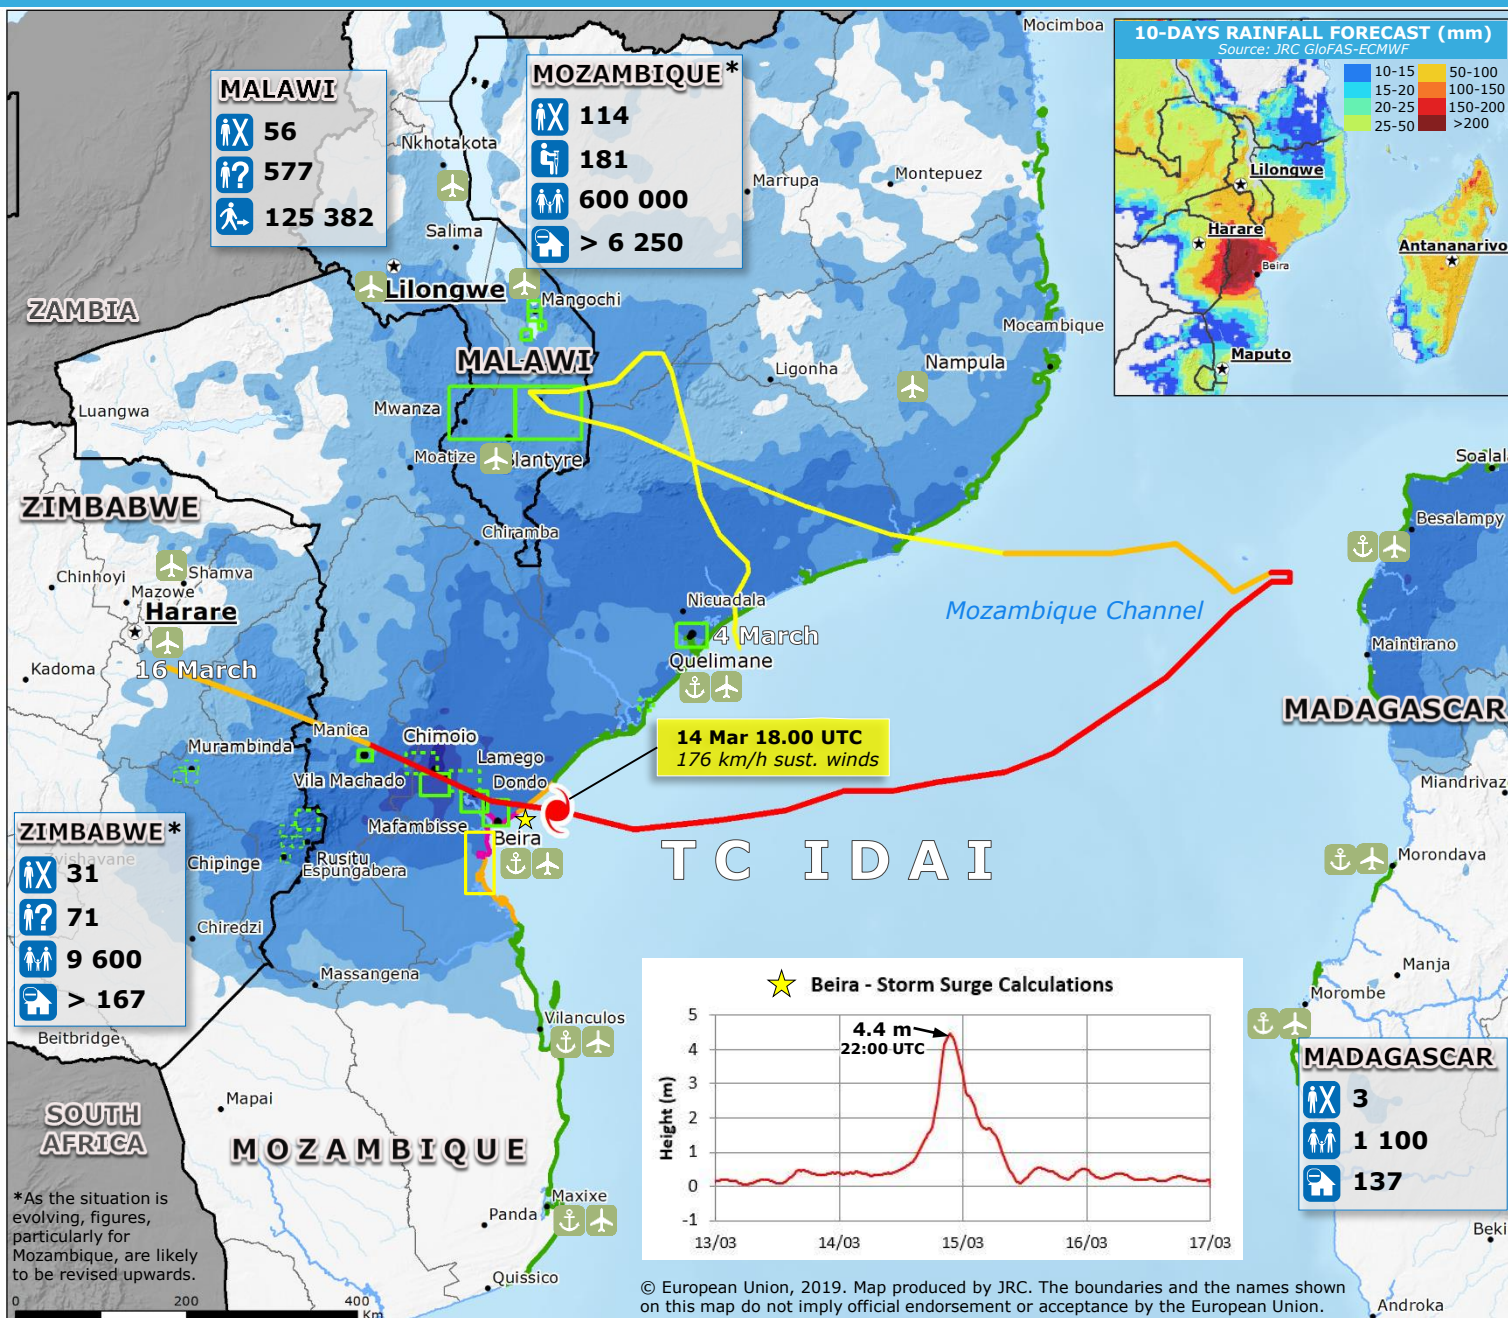 Mocimboa
10-DAYS RAINFALL FORECAST (mm)
Source: JRC GloFAS-ECMWF
10-15
50-100
15-20
100-150
20-25
150-200
25-50
>200
Lilongwe
Harare
Beira
Antananarivo
Maputo
MALAWI
56
577
125 382
MOZAMBIQUE*
114
181
600 000
> 6 250
Nkhotakota
Marrupa
Montepuez
Salima
Lilongwe
Mangochi
ZAMBIA
Mocambique
MALAWI
Nampula
Ligonha
Luangwa
Mwanza
Moatize
Blantyre
ZIMBABWE
Chiramba
Soalal
Besalampy
Chinhoyi
Shamva
Mazowe
Harare
Nicuadala
Mozambique Channel
4 March
Quelimane
Maintirano
Kadoma
16 March
MADAGASCAR
Manica
Chimoio
Murambinda
Lamego
Vila Machado
Dondo
14 Mar 18.00 UTC
176 km/h sust. winds
Miandrivaz
Mafambisse
Beira
TC IDAI
ZIMBABWE*
31
71
9 600
> 167
Zvishavane
Chipinge
Rusitu
Espungabera
Morondava
Chiredzi
Massangena
Manja
Morombe
Vilanculos
Beitbridge
Beira - Storm Surge Calculations
4.4 m
22:00 UTC
Height (m)
5
4
3
2
1
0
-1
13/03
14/03
15/03
16/03
17/03
MADAGASCAR
3
1 100
137
Mapai
SOUTH
AFRICA
MOZAMBIQUE
Maxixe
Panda
Quissico
Beki
Androka
*As the situation is
evolving, figures,
particularly for
Mozambique, are likely
to be revised upwards.
0
200
400
Km
© European Union, 2019. Map produced by JRC. The boundaries and the names shown
on this map do not imply official endorsement or acceptance by the European Union.